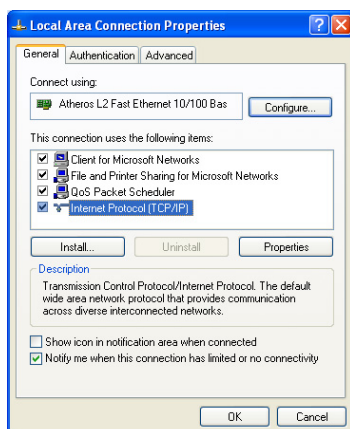 Local Area Connection Properties
General Authentication Advanced
Connect using:
Atheros L2 Fast Ethernet 10/100 Bas Configure...
This connection uses the following items:
Client for Microsoft Networks
File and Printer Sharing for Microsoft Networks
QoS Packet Scheduler
Internet Protocol (TCP/IP)
Install... Uninstall Properties
Description
Transmission Control Protocol/Internet Protocol. The default
wide area network protocol that provides communication
across diverse interconnected networks.
Show icon in notification area when connected
Notify me when this connection has limited or no connectivity
OK Cancel